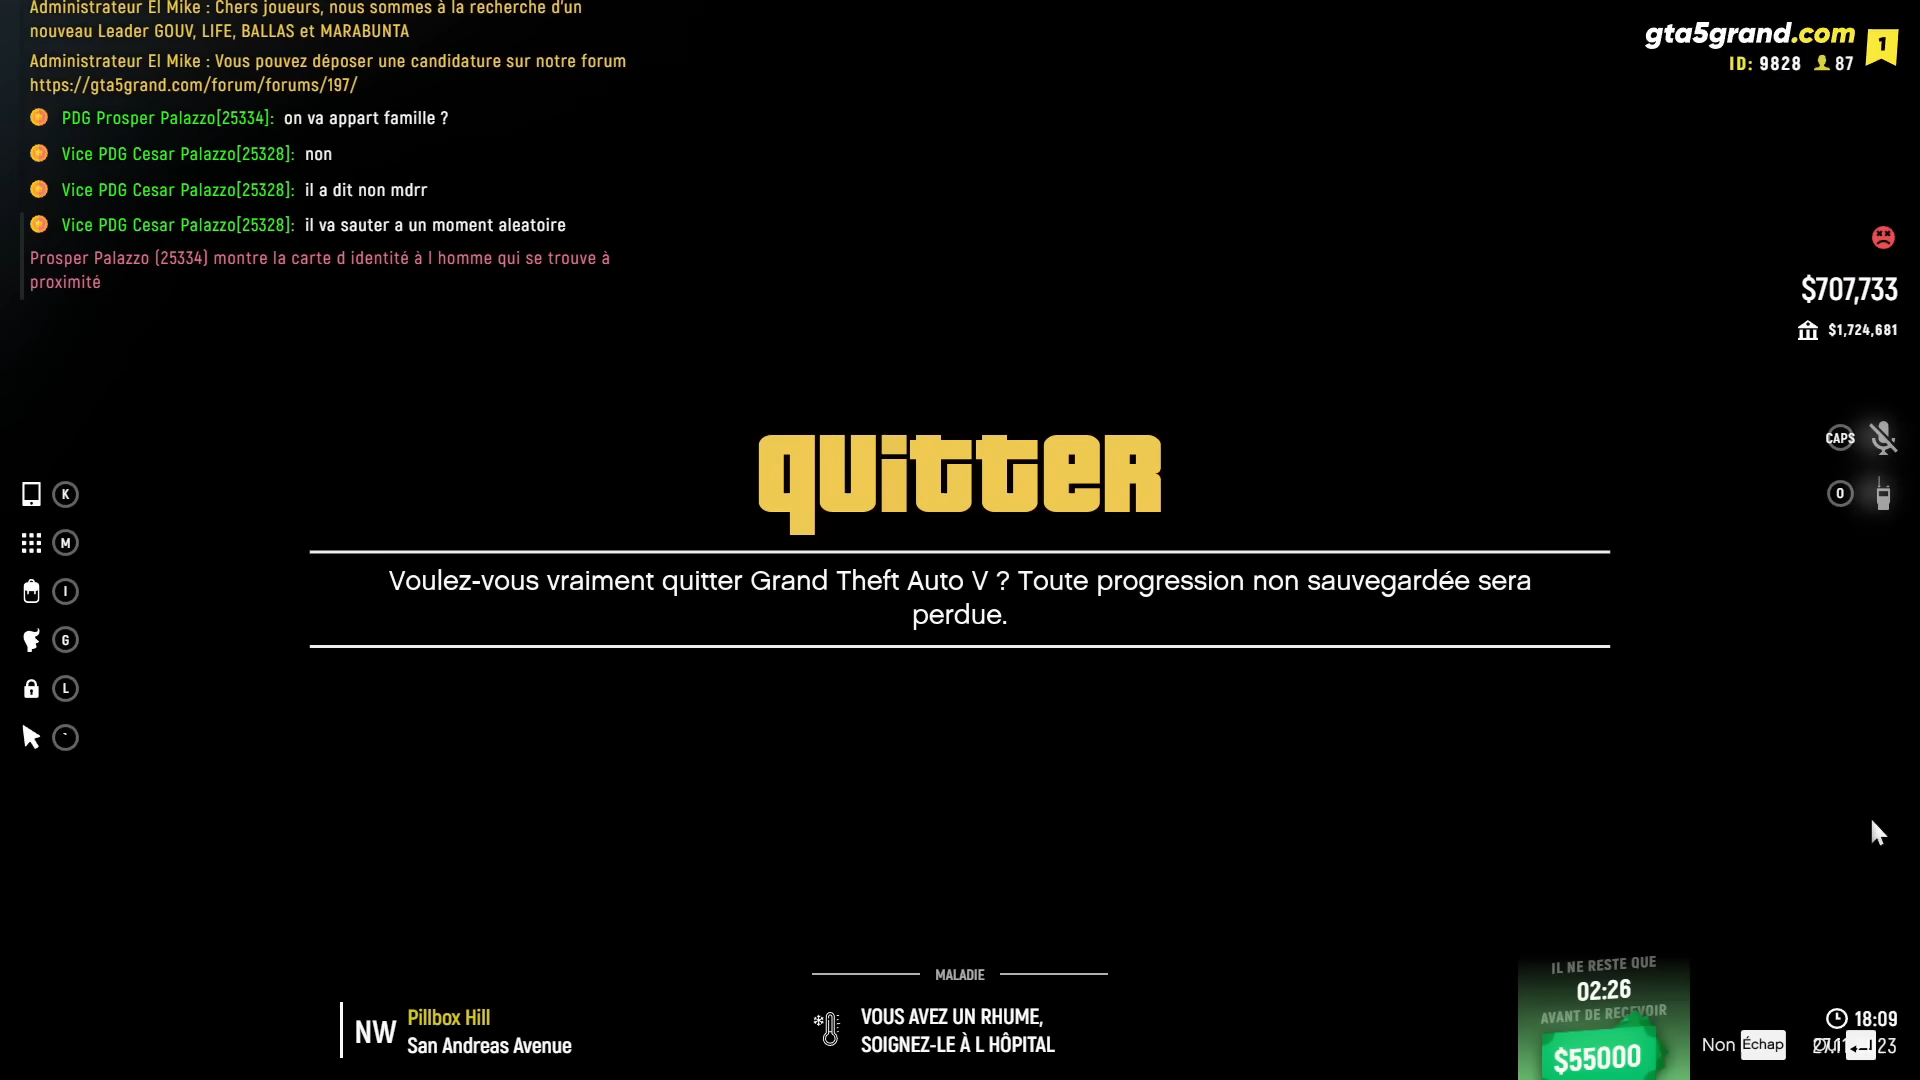 Administrateur El Mike : Chers joueurs, nous sommes à la recherche d'un
nouveau Leader GOUV, LIFE, BALLAS et MARABUNTA
Administrateur El Mike : Vous pouvez déposer une candidature sur notre forum
https://gta5grand.com/forum/forums/197/
PDG Prosper Palazzo[25334]: on va appart famille ?
Vice PDG Cesar Palazzo[25328]: non
Vice PDG Cesar Palazzo[25328]: il a dit non mdrr
Vice PDG Cesar Palazzo[25328]: il va sauter a un moment aleatoire
Prosper Palazzo (25334) montre la carte d identité à l homme qui se trouve à
proximité
gta5grand.com
1
ID: 9828 87
$707,733
$1,724,681
CAPS
O
K
M
I
G
L
`
quitter
Voulez-vous vraiment quitter Grand Theft Auto V ? Toute progression non sauvegardée sera
perdue.
MALADIE
NW
Pillbox Hill
San Andreas Avenue
VOUS AVEZ UN RHUME,
SOIGNEZ-LE À L HÔPITAL
IL NE RESTE QUE
02:26
AVANT DE RECEVOIR
$55000
18:09
Non Échap
Oui